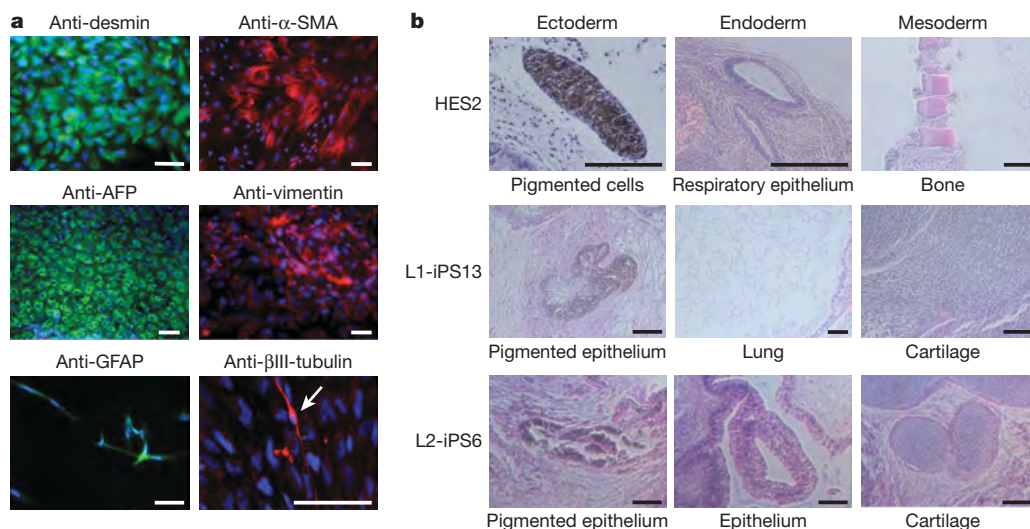 a
Anti-desmin Anti-α-SMA
Anti-AFP Anti-vimentin
Anti-GFAP Anti-βIII-tubulin
b
Ectoderm Endoderm Mesoderm
HES2
Pigmented cells Respiratory epithelium Bone
L1-iPS13
Pigmented epithelium Lung Cartilage
L2-iPS6
Pigmented epithelium Epithelium Cartilage